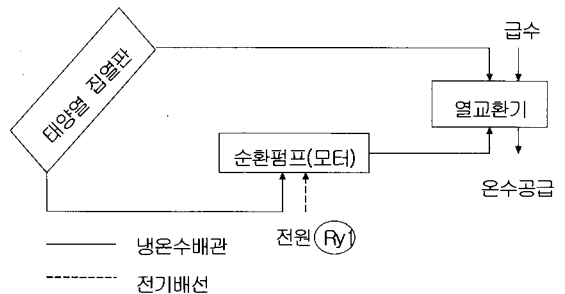 급수
태양열 집열판
열교환기
순환펌프(모터)
온수공급
전원 Ry1
냉온수배관
전기배선